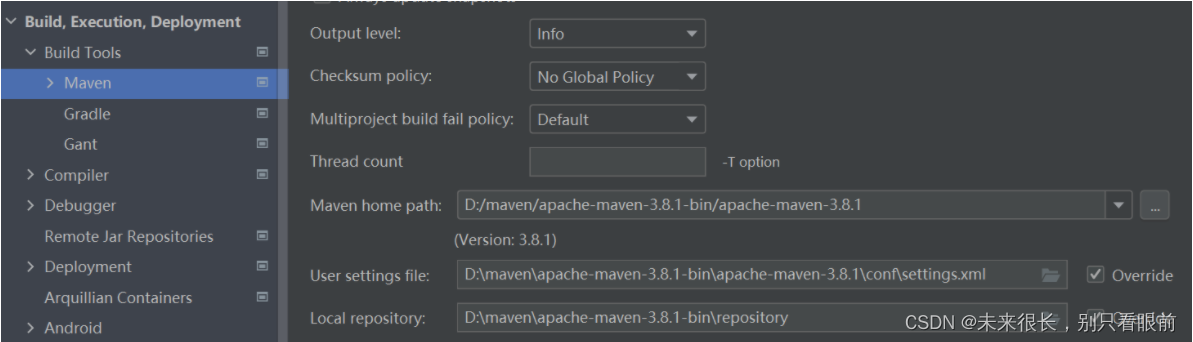 Always update snapshots
Build, Execution, Deployment
Build Tools
Maven
Gradle
Gant
Compiler
Debugger
Remote Jar Repositories
Deployment
Arquillian Containers
Android
Output level:
Info
Checksum policy:
No Global Policy
Multiproject build fail policy:
Default
Thread count
-T option
Maven home path:
D:/maven/apache-maven-3.8.1-bin/apache-maven-3.8.1
...
(Version: 3.8.1)
User settings file:
D:\maven\apache-maven-3.8.1-bin\apache-maven-3.8.1\conf\settings.xml
Override
Local repository:
D:\maven\apache-maven-3.8.1-bin\repository
Override
CSDN @未来很长，别只看眼前